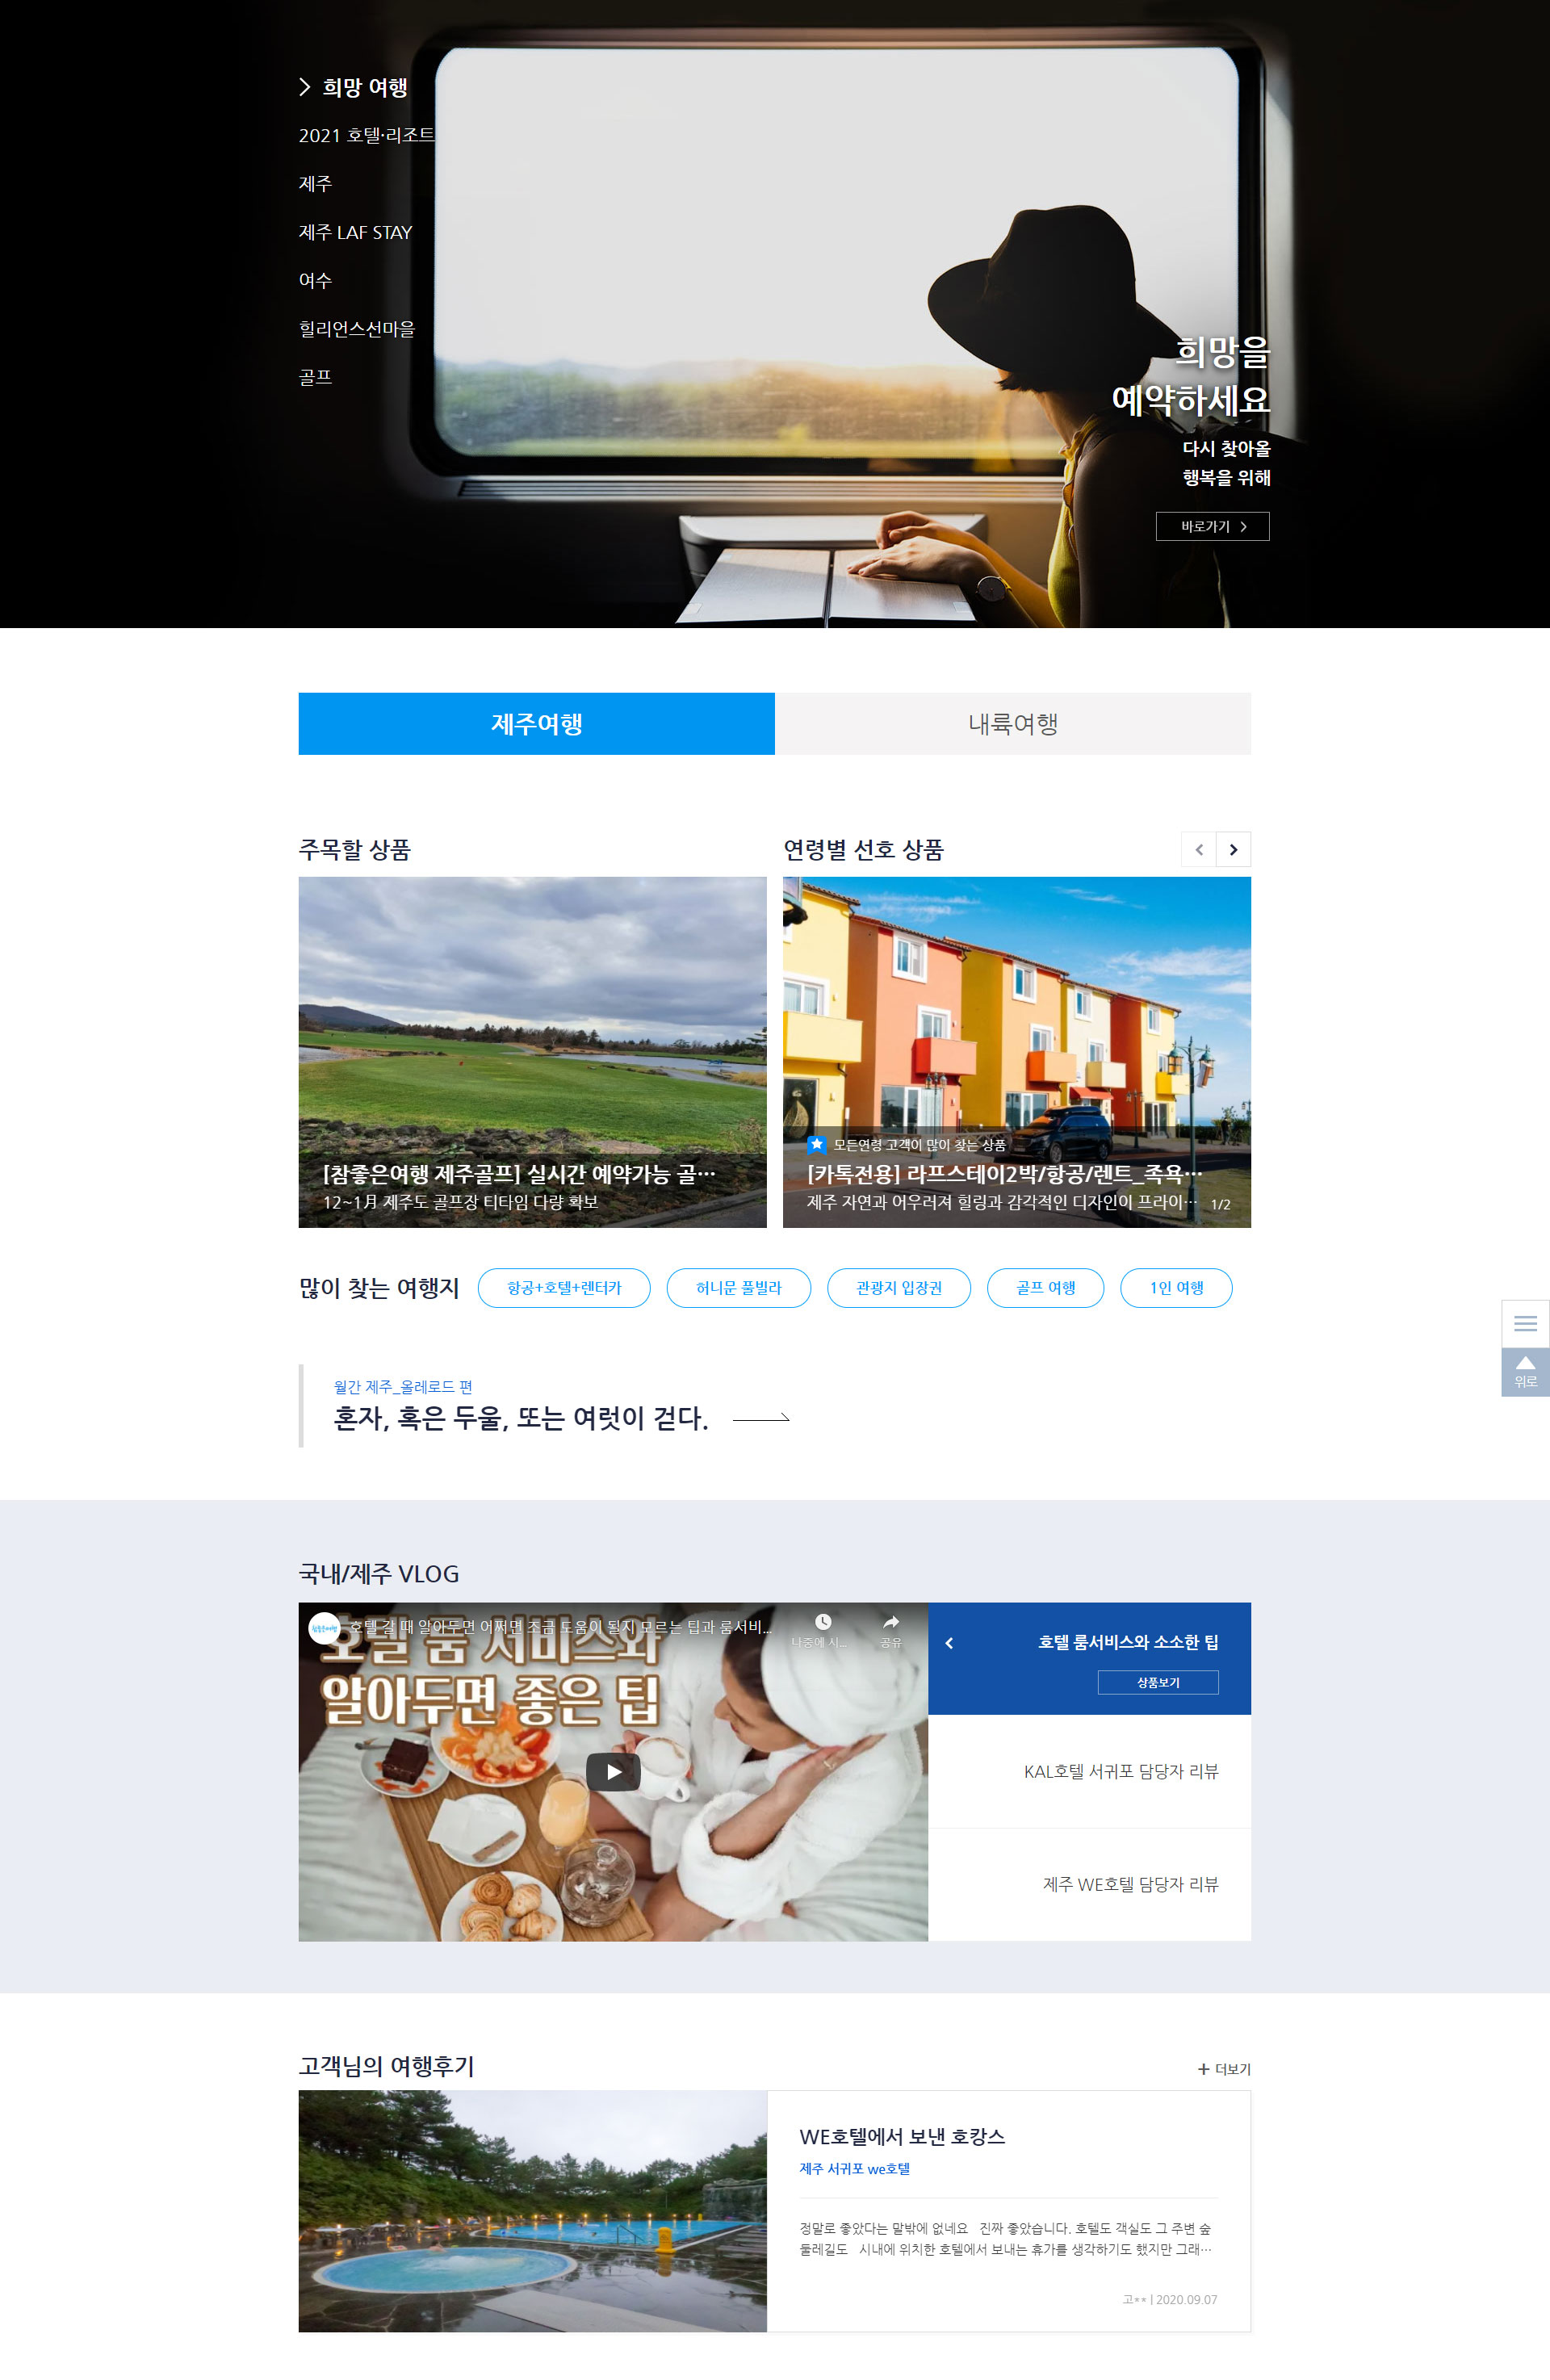 희망 여행
2021 호텔·리조트
제주
제주 LAF STAY
여수
힐리언스선마을
골프
희망을
예약하세요
다시 찾아올
행복을 위해
바로가기
제주여행
내륙여행
주목할 상품
연령별 선호 상품
[참좋은여행 제주골프] 실시간 예약가능 골…
12~1月 제주도 골프장 티타임 다량 확보
모든연령 고객이 많이 찾는 상품
[카톡전용] 라프스테이2박/항공/렌트_족욕…
제주 자연과 어우러져 힐링과 감각적인 디자인이 프라이… 1/2
많이 찾는 여행지
항공+호텔+렌터카
허니문 풀빌라
관광지 입장권
골프 여행
1인 여행
위로
월간 제주_올레로드 편
혼자, 혹은 두울, 또는 여럿이 걷다.
국내/제주 VLOG
참좋은여행
호텔 갈 때 알아두면 어쩌면 조금 도움이 될지 모르는 팁과 룸서비...
나중에 시...
공유
호텔 룸 서비스와
알아두면 좋은 팁
호텔 룸서비스와 소소한 팁
상품보기
KAL호텔 서귀포 담당자 리뷰
제주 WE호텔 담당자 리뷰
고객님의 여행후기
+ 더보기
WE호텔에서 보낸 호캉스
제주 서귀포 we호텔
정말로 좋았다는 말밖에 없네요 진짜 좋았습니다. 호텔도 객실도 그 주변 숲
둘레길도 시내에 위치한 호텔에서 보내는 휴가를 생각하기도 했지만 그래…
고** | 2020.09.07